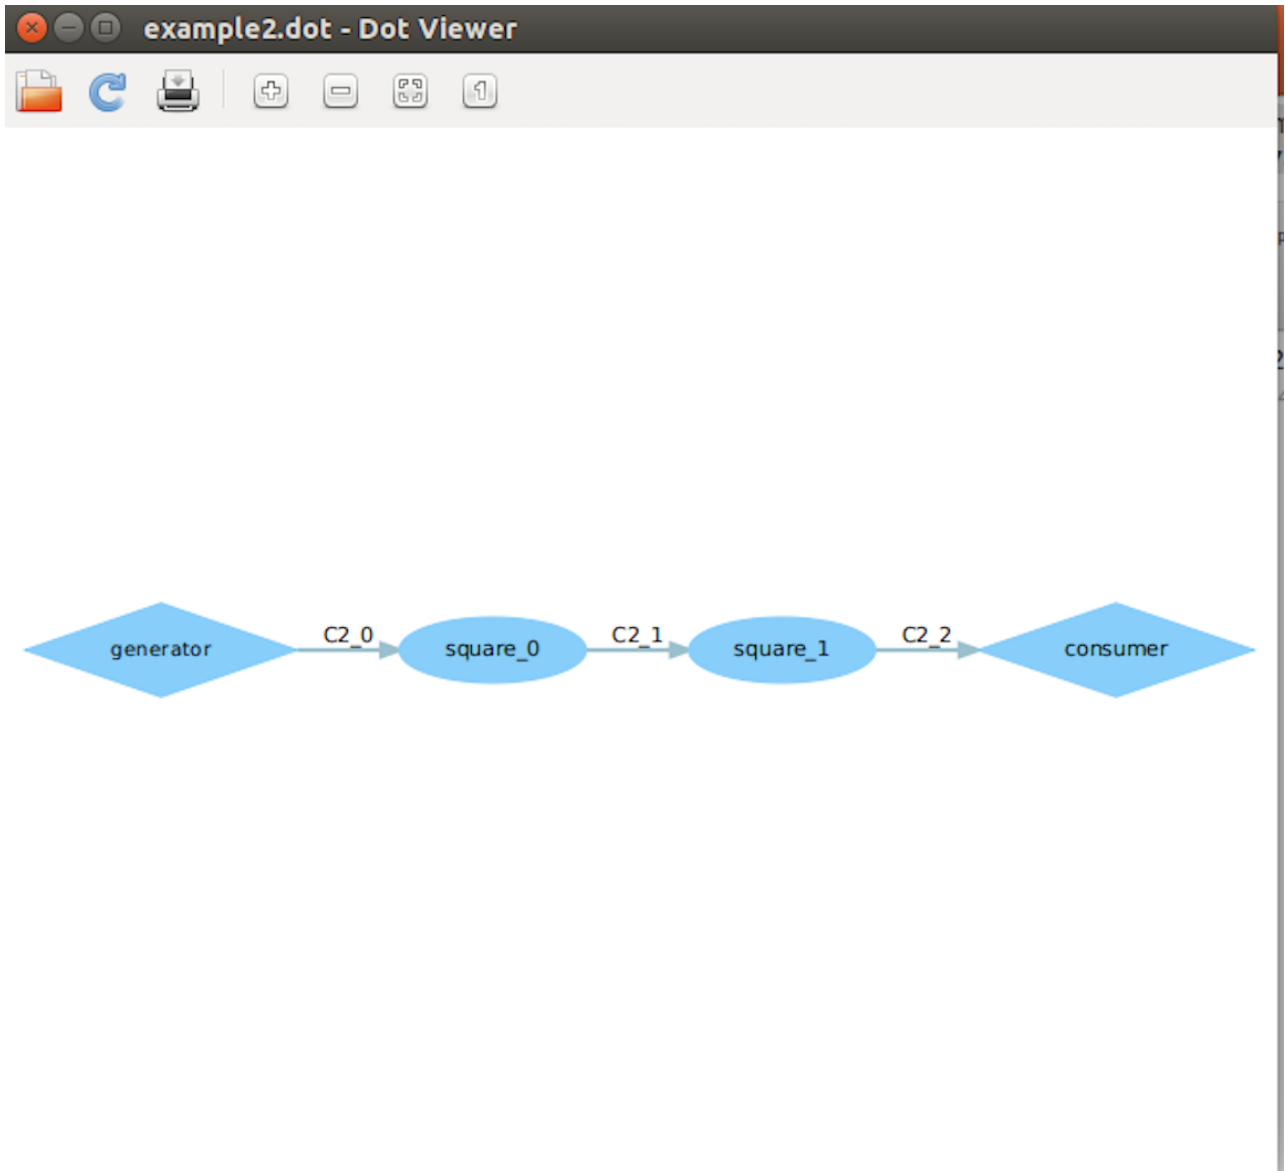 example2.dot - Dot Viewer
generator C2_0 square_0 C2_1 square_1 C2_2 consumer